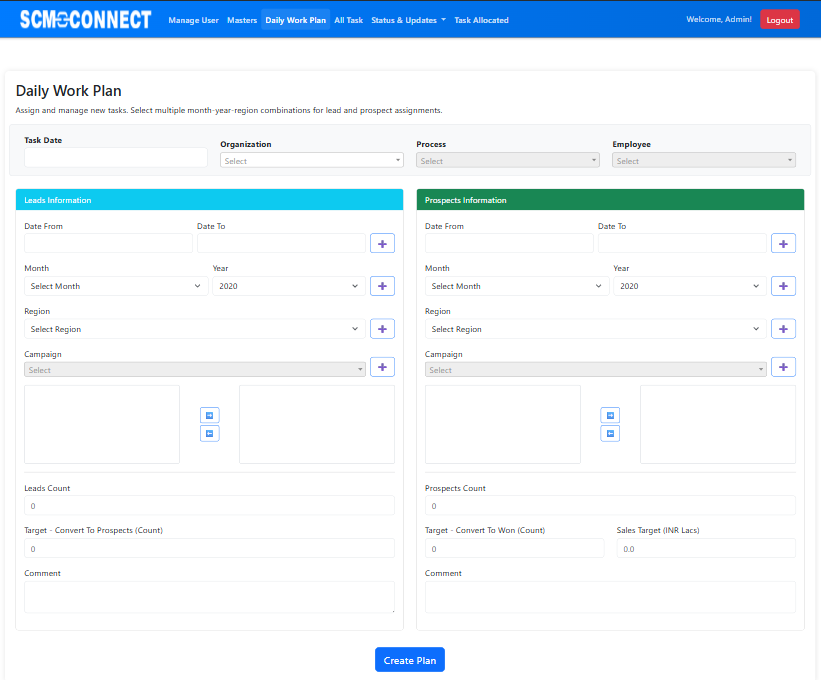 SCM CONNECT Manage User Masters Daily Work Plan All Task Status & Updates Task Allocated Welcome, Admin! Logout
Daily Work Plan
Assign and manage new tasks. Select multiple month-year-region combinations for lead and prospect assignments.
Task Date Organization Process Employee
Select Select Select
Leads Information
Date From Date To
+
Month Year
Select Month 2020 +
Region
Select Region +
Campaign
Select +
Leads Count
0
Target - Convert To Prospects (Count)
0
Comment
Prospects Information
Date From Date To
+
Month Year
Select Month 2020 +
Region
Select Region +
Campaign
Select +
Prospects Count
0
Target - Convert To Won (Count) Sales Target (INR Lacs)
0 0.0
Comment
Create Plan